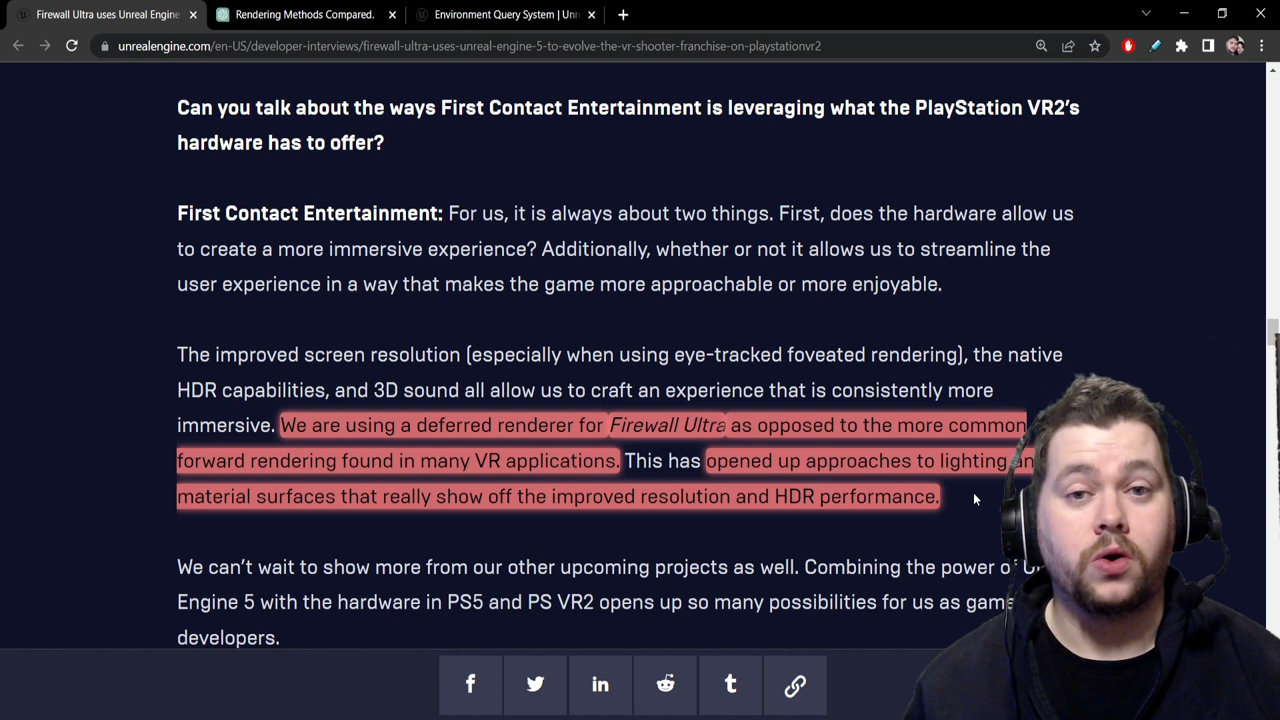 Firewall Ultra uses Unreal Engine
Rendering Methods Compared.
Environment Query System | Unr
unrealengine.com/en-US/developer-interviews/firewall-ultra-uses-unreal-engine-5-to-evolve-the-vr-shooter-franchise-on-playstationvr2
Can you talk about the ways First Contact Entertainment is leveraging what the PlayStation VR2’s
hardware has to offer?
First Contact Entertainment: For us, it is always about two things. First, does the hardware allow us
to create a more immersive experience? Additionally, whether or not it allows us to streamline the
user experience in a way that makes the game more approachable or more enjoyable.
The improved screen resolution (especially when using eye-tracked foveated rendering), the native
HDR capabilities, and 3D sound all allow us to craft an experience that is consistently more
immersive. We are using a deferred renderer for Firewall Ultra as opposed to the more common
forward rendering found in many VR applications. This has opened up approaches to lighting
material surfaces that really show off the improved resolution and HDR performance.
We can’t wait to show more from our other upcoming projects as well. Combining the power of
Engine 5 with the hardware in PS5 and PS VR2 opens up so many possibilities for us as game
developers.